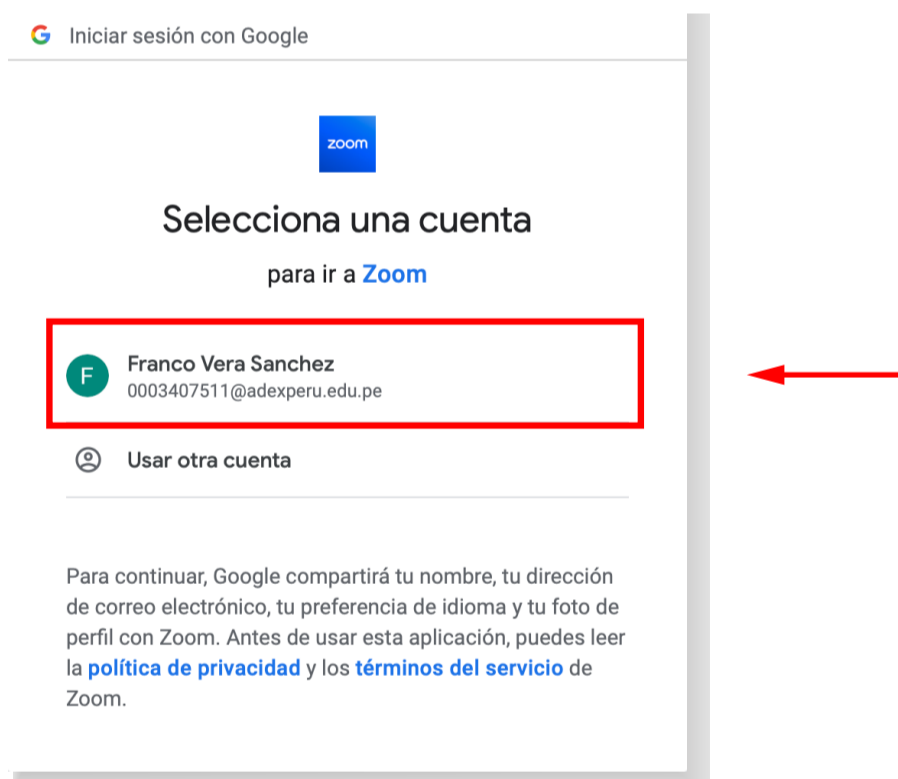 Iniciar sesión con Google
zoom
Selecciona una cuenta
para ir a Zoom
F
Franco Vera Sanchez
0003407511@adexperu.edu.pe
Usar otra cuenta
Para continuar, Google compartirá tu nombre, tu dirección
de correo electrónico, tu preferencia de idioma y tu foto de
perfil con Zoom. Antes de usar esta aplicación, puedes leer
la política de privacidad y los términos del servicio de
Zoom.